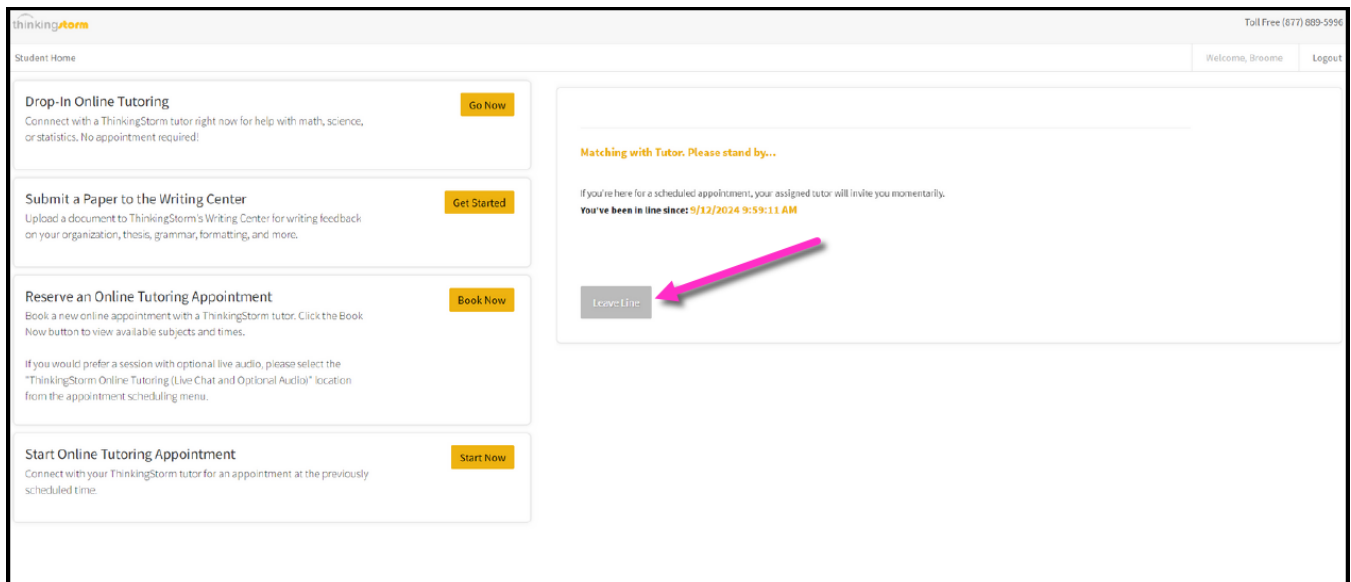 thinkingstorm
Toll Free (877) 889-5996
Student Home
Welcome, Broome
Logout
Drop-In Online Tutoring
Go Now
Connnect with a ThinkingStorm tutor right now for help with math, science,
or statistics. No appointment required!
Submit a Paper to the Writing Center
Get Started
Upload a document to ThinkingStorm's Writing Center for writing feedback
on your organization, thesis, grammar, formatting, and more.
Reserve an Online Tutoring Appointment
Book Now
Book a new online appointment with a ThinkingStorm tutor. Click the Book
Now button to view available subjects and times.
If you would prefer a session with optional live audio, please select the
"ThinkingStorm Online Tutoring (Live Chat and Optional Audio)" location
from the appointment scheduling menu.
Start Online Tutoring Appointment
Start Now
Connect with your ThinkingStorm tutor for an appointment at the previously
scheduled time.
Matching with Tutor. Please stand by...
If you're here for a scheduled appointment, your assigned tutor will invite you momentarily.
You've been in line since: 9/12/2024 9:59:11 AM
Leave Line